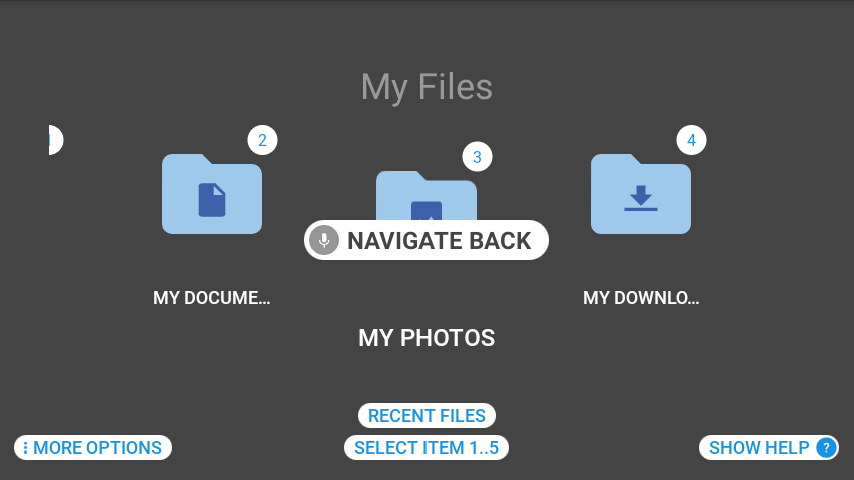 My Files
2
3
4
NAVIGATE BACK
MY DOCUME...
MY DOWNLO...
MY PHOTOS
RECENT FILES
MORE OPTIONS
SELECT ITEM 1..5
SHOW HELP ?